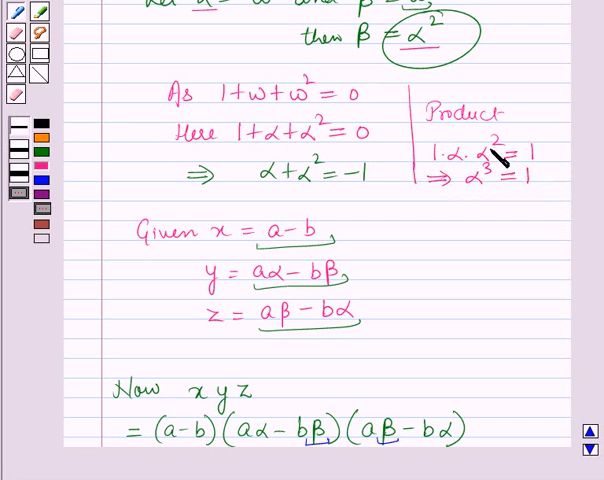 then β = α²
As 1+ω+ω² = 0
Here 1+α+α² = 0
⇒ α+α² = -1
Product
1.α.α² = 1
⇒ α³ = 1
Given x = a-b
y = aα - bβ
z = aβ - bα
Now x y z
= (a-b)(aα - bβ)(aβ - bα)